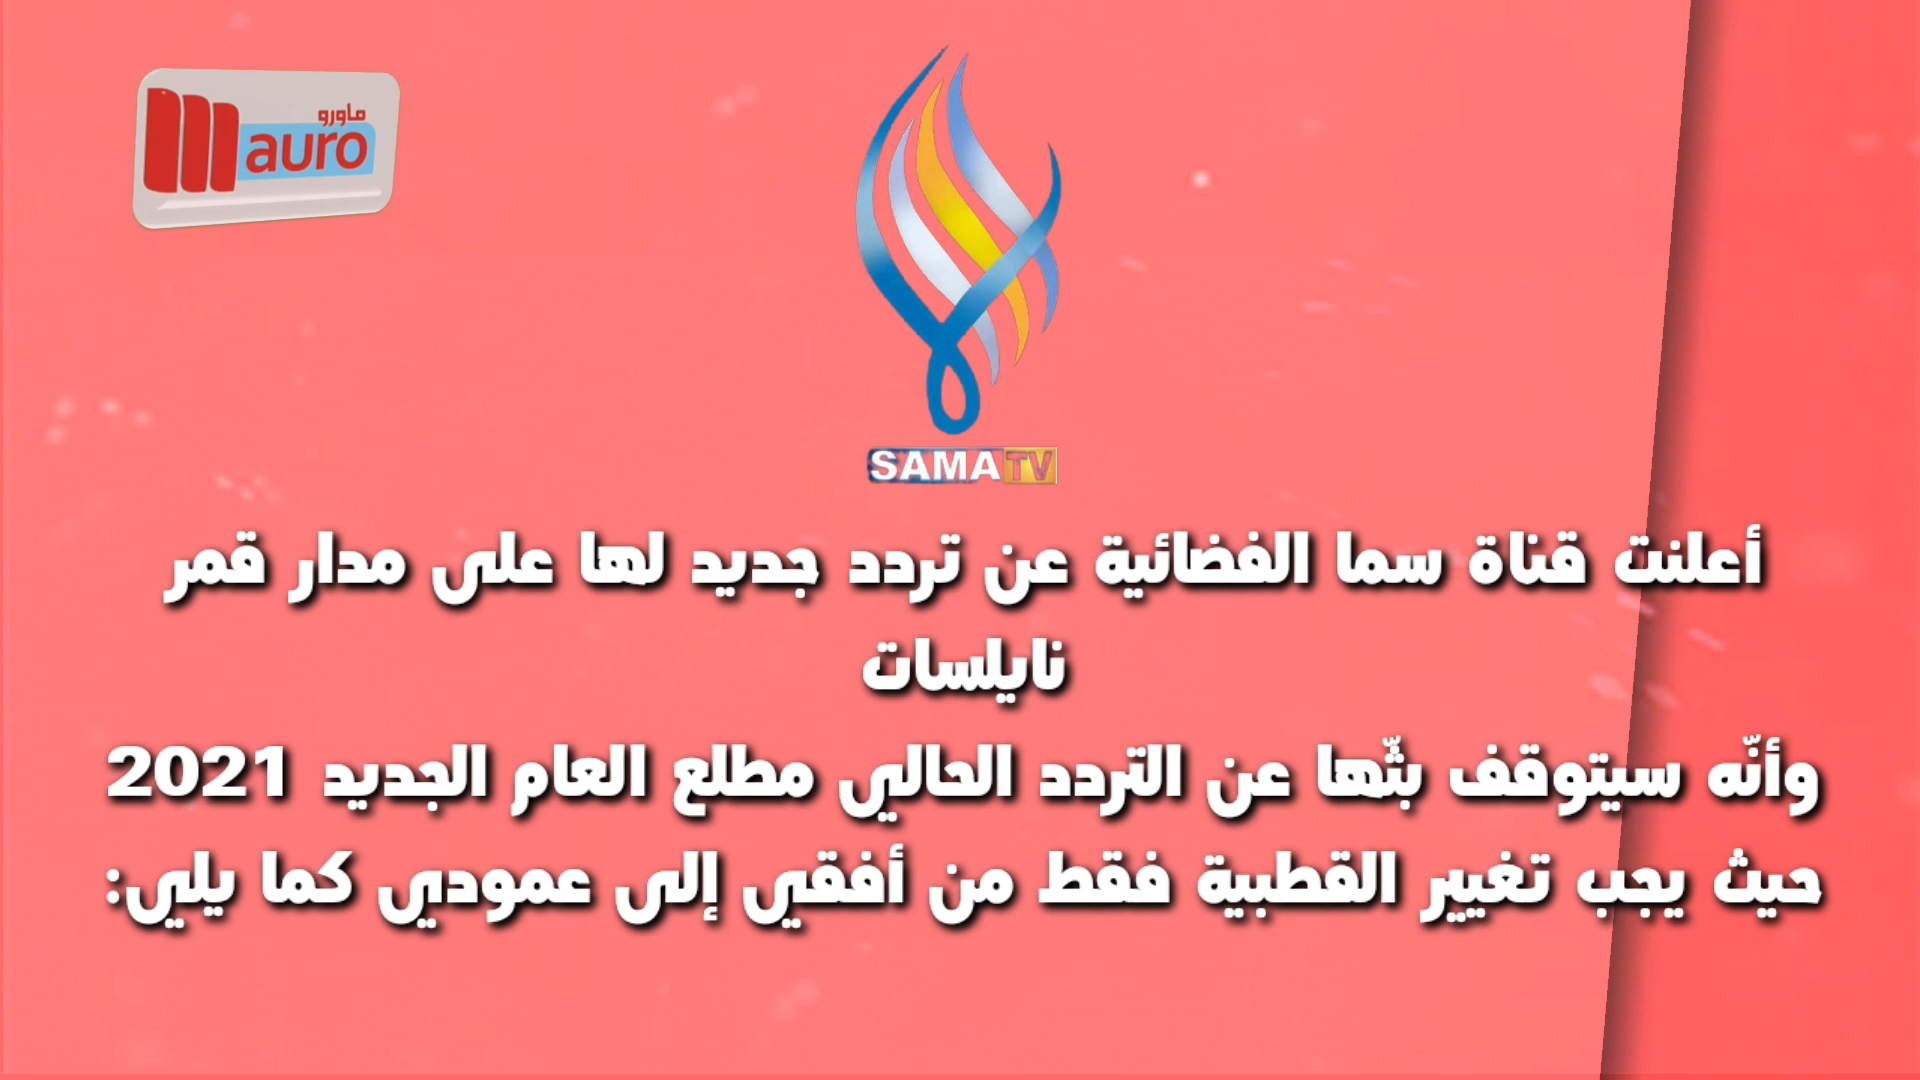 ماورو
mauro
SAMA TV
أعلنت قناة سما الفضائية عن تردد جديد لها على مدار قمر
نايلسات
وأنّه سيتوقف بثّها عن التردد الحالي مطلع العام الجديد 2021
حيث يجب تغيير القطبية فقط من أفقي إلى عمودي كما يلي: